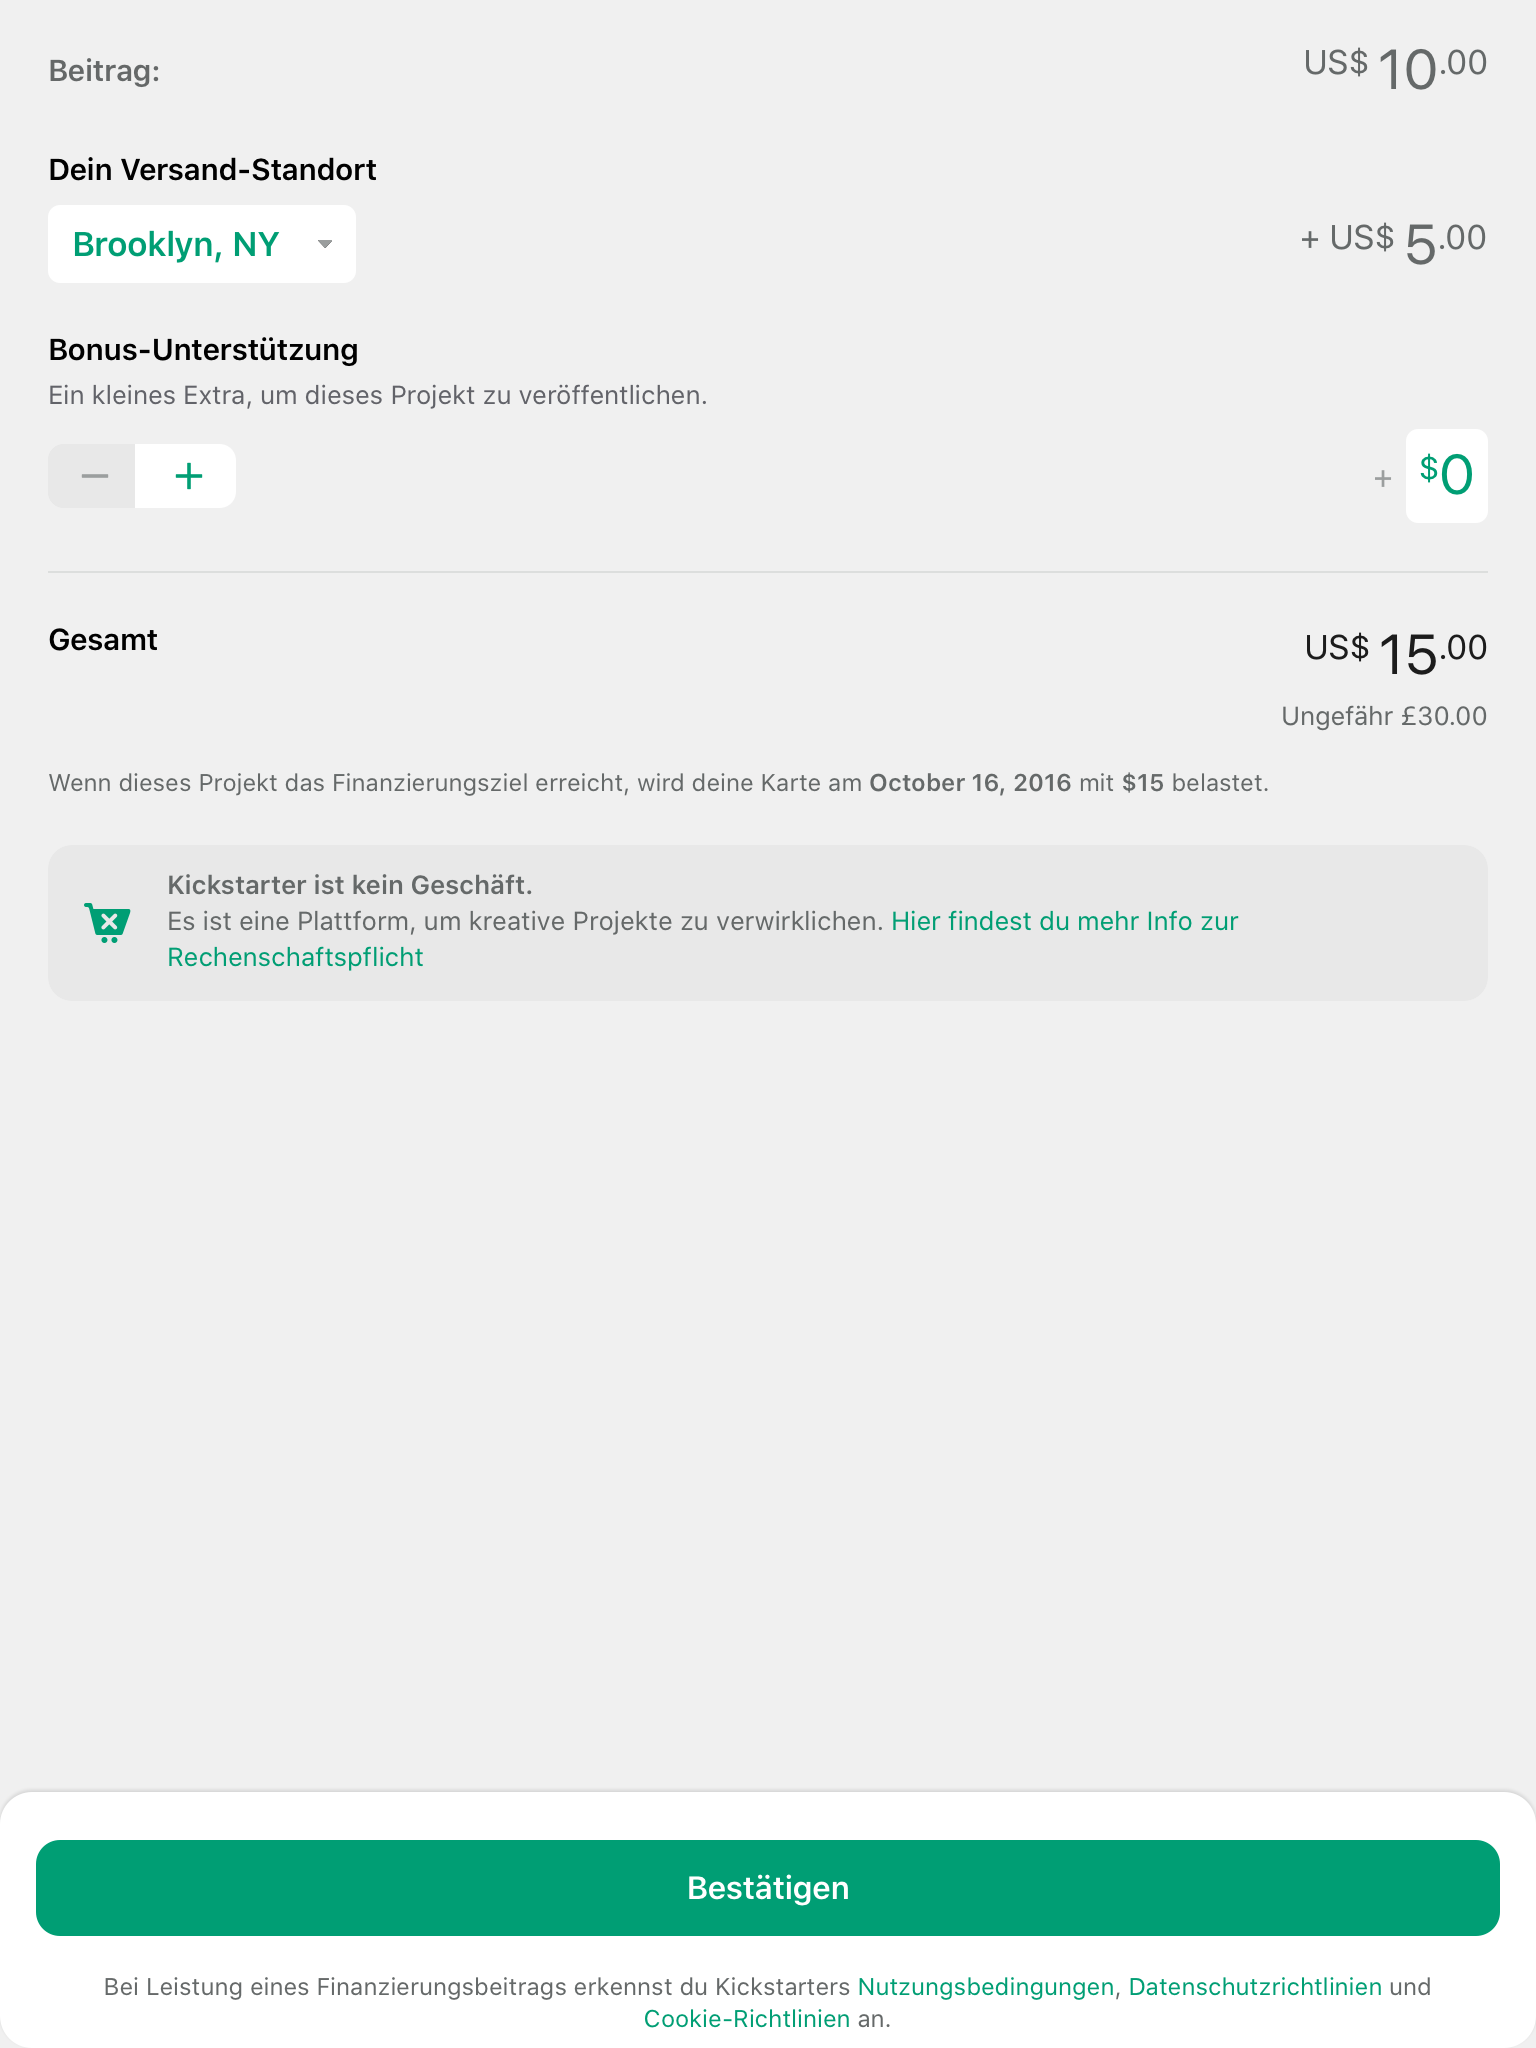 Beitrag:
US$ 10.00
Dein Versand-Standort
Brooklyn, NY
+ US$ 5.00
Bonus-Unterstützung
Ein kleines Extra, um dieses Projekt zu veröffentlichen.
+ $0
Gesamt
US$ 15.00
Ungefähr £30.00
Wenn dieses Projekt das Finanzierungsziel erreicht, wird deine Karte am October 16, 2016 mit $15 belastet.
Kickstarter ist kein Geschäft.
Es ist eine Plattform, um kreative Projekte zu verwirklichen. Hier findest du mehr Info zur
Rechenschaftspflicht
Bestätigen
Bei Leistung eines Finanzierungsbeitrags erkennst du Kickstarters Nutzungsbedingungen, Datenschutzrichtlinien und
Cookie-Richtlinien an.